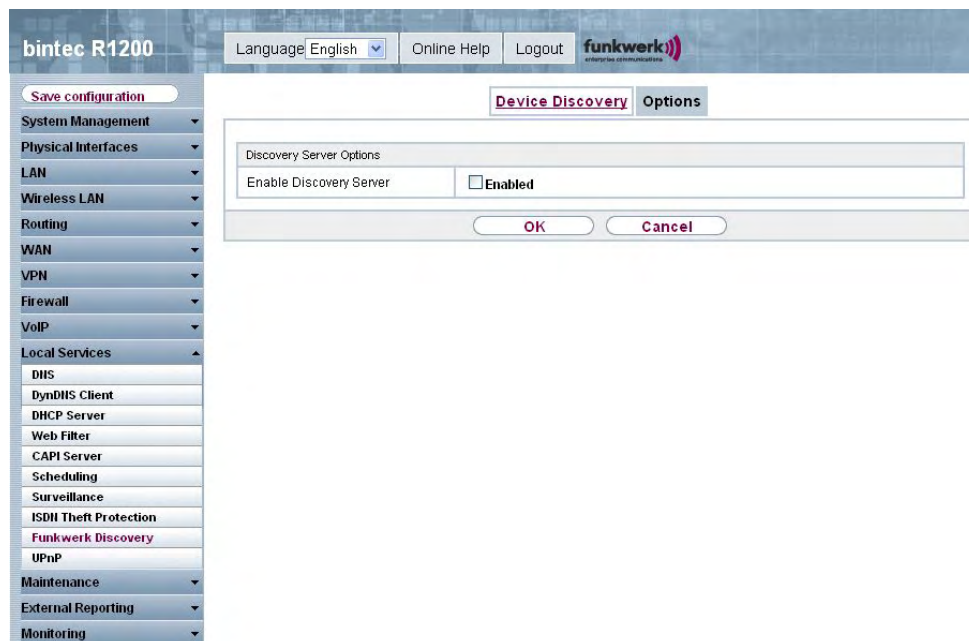 bintec R1200
Language English Online Help Logout funkwerk
enterprise communications
Save configuration
System Management
Physical Interfaces
LAN
Wireless LAN
Routing
WAN
VPN
Firewall
VoIP
Local Services
DNS
DynDNS Client
DHCP Server
Web Filter
CAPI Server
Scheduling
Surveillance
ISDN Theft Protection
Funkwerk Discovery
UPnP
Maintenance
External Reporting
Monitoring
Device Discovery Options
Discovery Server Options
Enable Discovery Server Enabled
OK Cancel